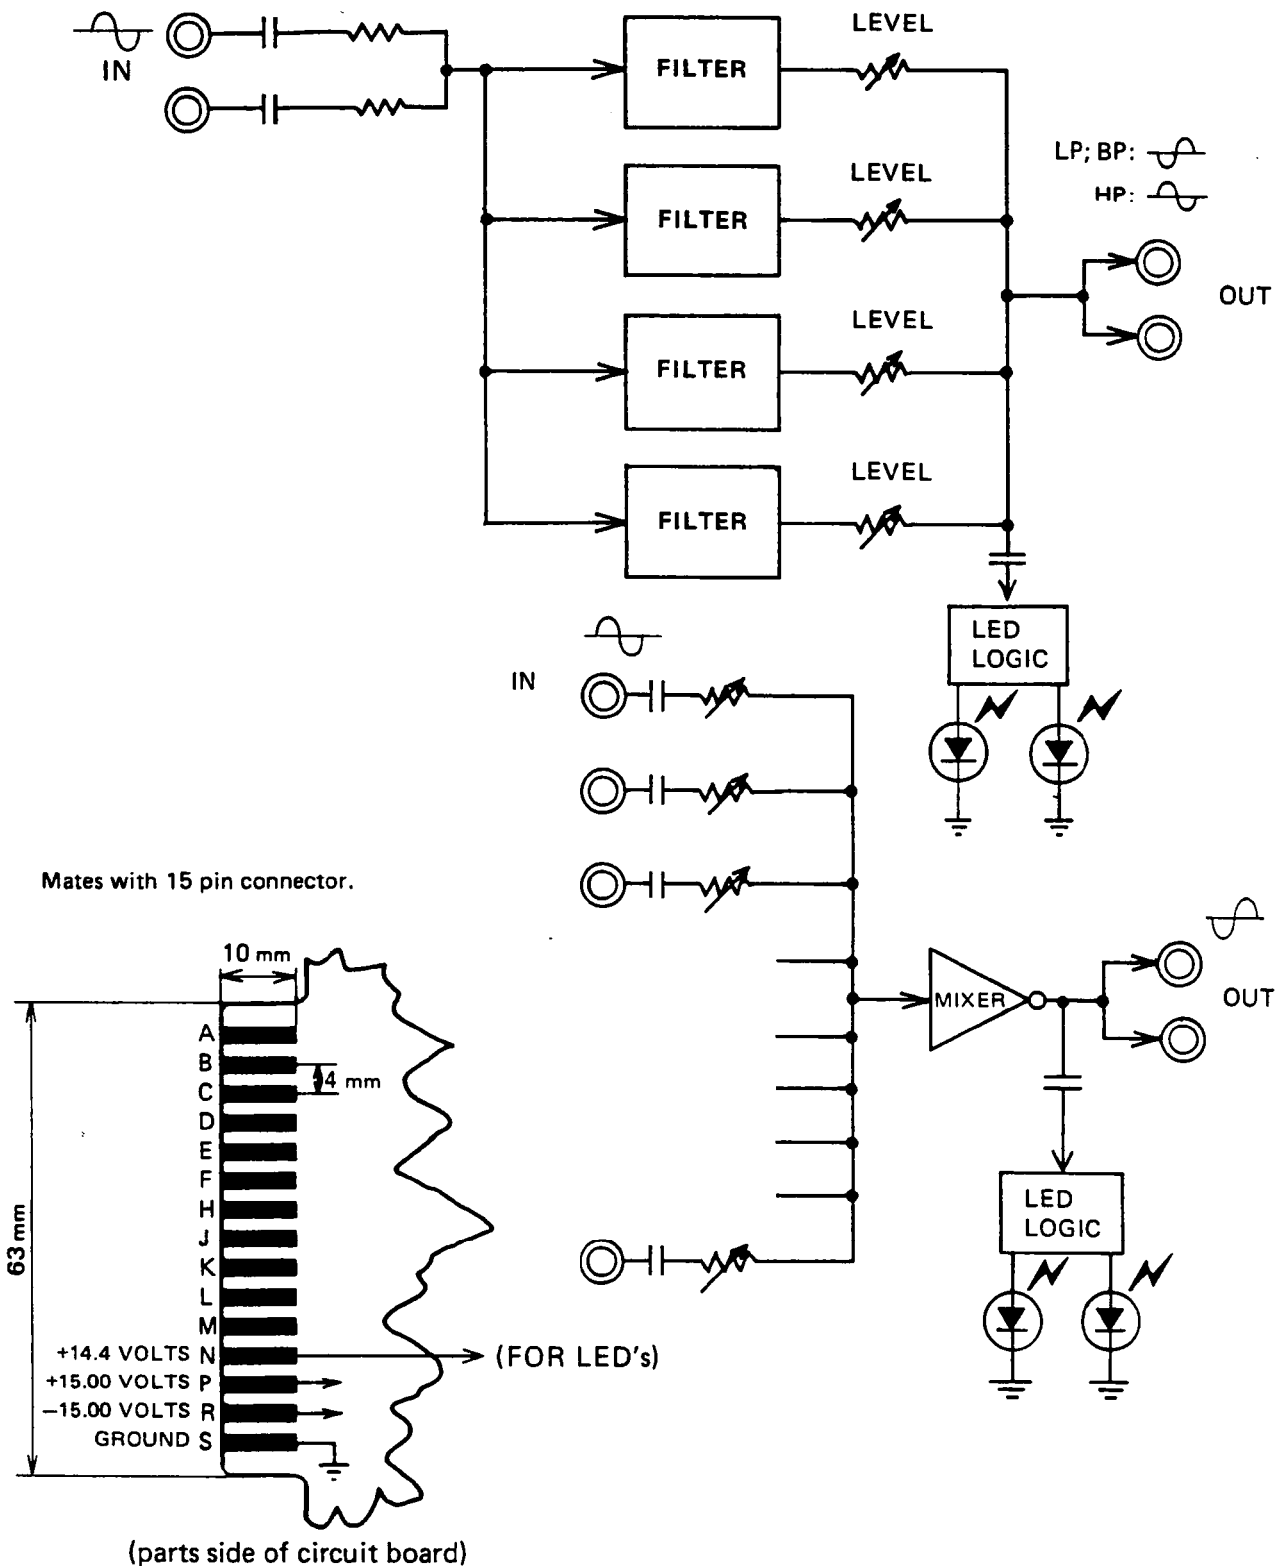 IN
FILTER
LEVEL
FILTER
LEVEL
FILTER
LEVEL
FILTER
LEVEL
LP; BP:
HP:
OUT
LED
LOGIC
IN
MIXER
OUT
LED
LOGIC
Mates with 15 pin connector.
10 mm
A
B
4 mm
C
D
E
F
H
J
K
L
M
63 mm
+14.4 VOLTS N
(FOR LED's)
+15.00 VOLTS P
−15.00 VOLTS R
GROUND S
(parts side of circuit board)